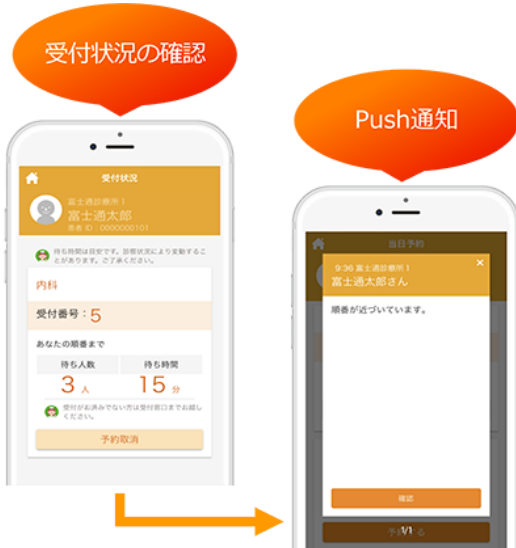 受付状況の確認
受付状況
富士通診療所1
富士通太郎
患者 ID : 0000000101
待ち時間は目安です。診察状況により変動するこ
とがあります。ご了承ください。
内科
受付番号：5
あなたの順番まで
待ち人数 待ち時間
3 人 15 分
受付がお済みでない方は受付窓口までお越し
ください。
予約取消
Push通知
当日予約
9:36 富士通診療所1
×
富士通太郎さん
順番が近づいています。
確認
1/1